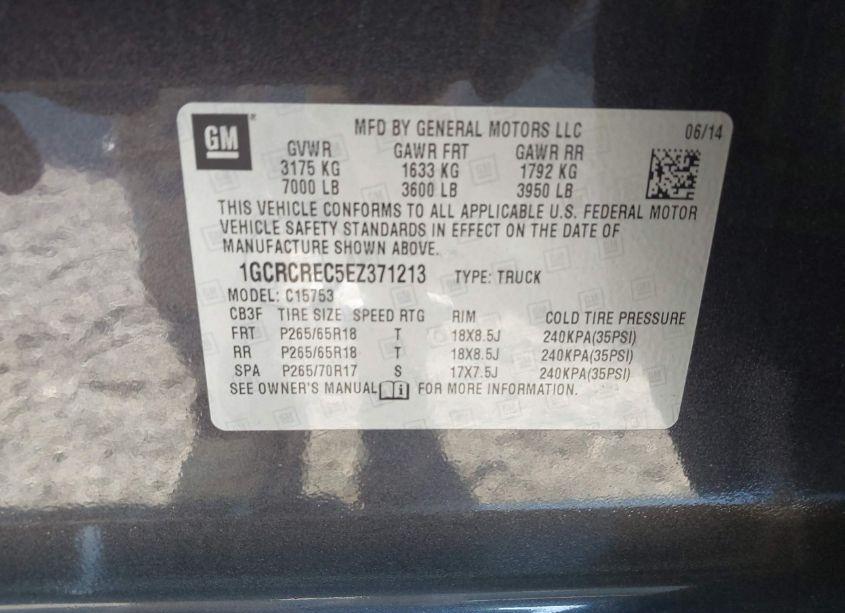 GM
MFD BY GENERAL MOTORS LLC 06/14
GVWR GAWR FRT GAWR RR
3175 KG 1633 KG 1792 KG
7000 LB 3600 LB 3950 LB
THIS VEHICLE CONFORMS TO ALL APPLICABLE U.S. FEDERAL MOTOR
VEHICLE SAFETY STANDARDS IN EFFECT ON THE DATE OF
MANUFACTURE SHOWN ABOVE.
1GCRCREC5EZ371213 TYPE: TRUCK
MODEL: C15753
CB3F TIRE SIZE SPEED RTG RIM COLD TIRE PRESSURE
FRT P265/65R18 T 18X8.5J 240KPA(35PSI)
RR P265/65R18 T 18X8.5J 240KPA(35PSI)
SPA P265/70R17 S 17X7.5J 240KPA(35PSI)
SEE OWNER'S MANUAL FOR MORE INFORMATION.